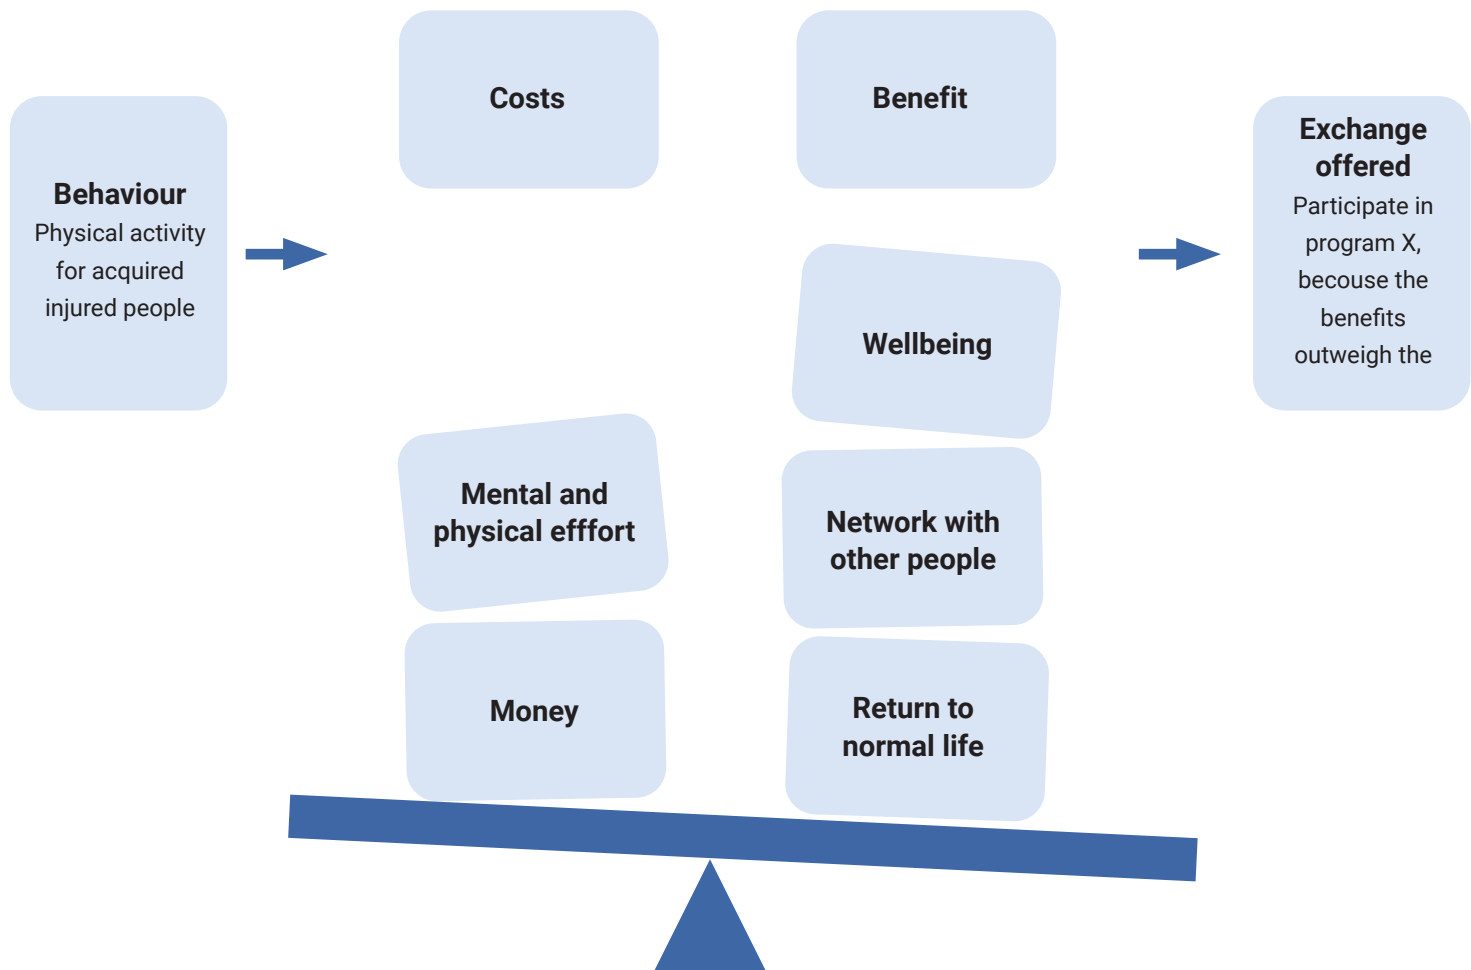 Costs
Benefit
Behaviour
Physical activity
for acquired
injured people
Exchange
offered
Participate in
program X,
becouse the
benefits
outweigh the
Wellbeing
Mental and
physical efffort
Network with
other people
Money
Return to
normal life